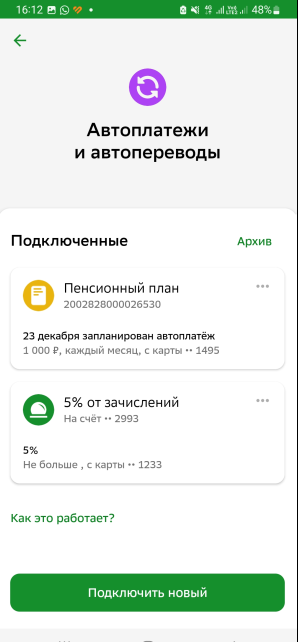 16:12 48%
Автоплатежи
и автопереводы
Подключенные Архив
Пенсионный план
2002828000026530
23 декабря запланирован автоплатёж
1 000 ₽, каждый месяц, с карты •• 1495
5% от зачислений
На счёт •• 2993
5%
Не больше , с карты •• 1233
Как это работает?
Подключить новый